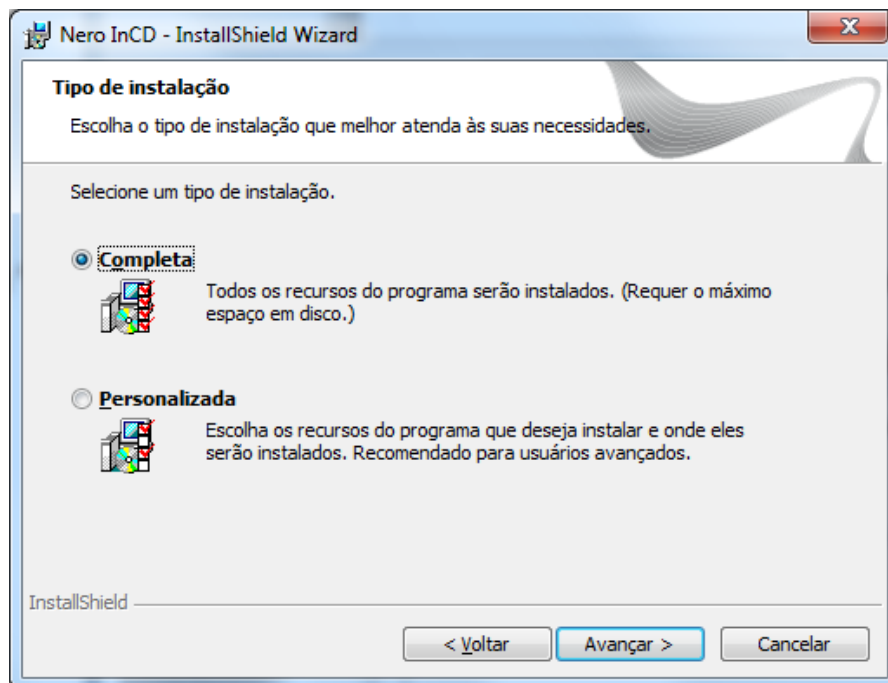 Nero InCD - InstallShield Wizard
Tipo de instalação
Escolha o tipo de instalação que melhor atenda às suas necessidades.
Selecione um tipo de instalação.
Completa
Todos os recursos do programa serão instalados. (Requer o máximo
espaço em disco.)
Personalizada
Escolha os recursos do programa que deseja instalar e onde eles
serão instalados. Recomendado para usuários avançados.
InstallShield
< Voltar
Avançar >
Cancelar